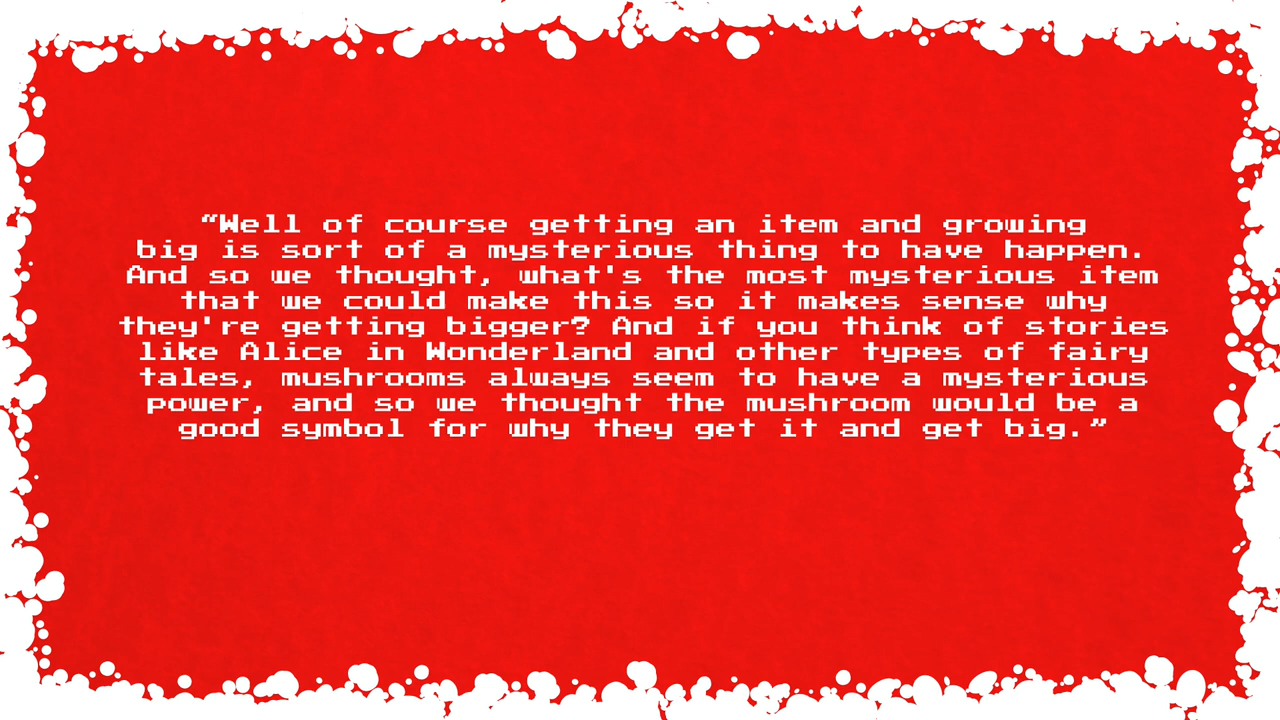 “Well of course getting an item and growing
big is sort of a mysterious thing to have happen.
And so we thought, what's the most mysterious item
that we could make this so it makes sense why
they're getting bigger? And if you think of stories
like Alice in Wonderland and other types of fairy
tales, mushrooms always seem to have a mysterious
power, and so we thought the mushroom would be a
good symbol for why they get it and get big.”